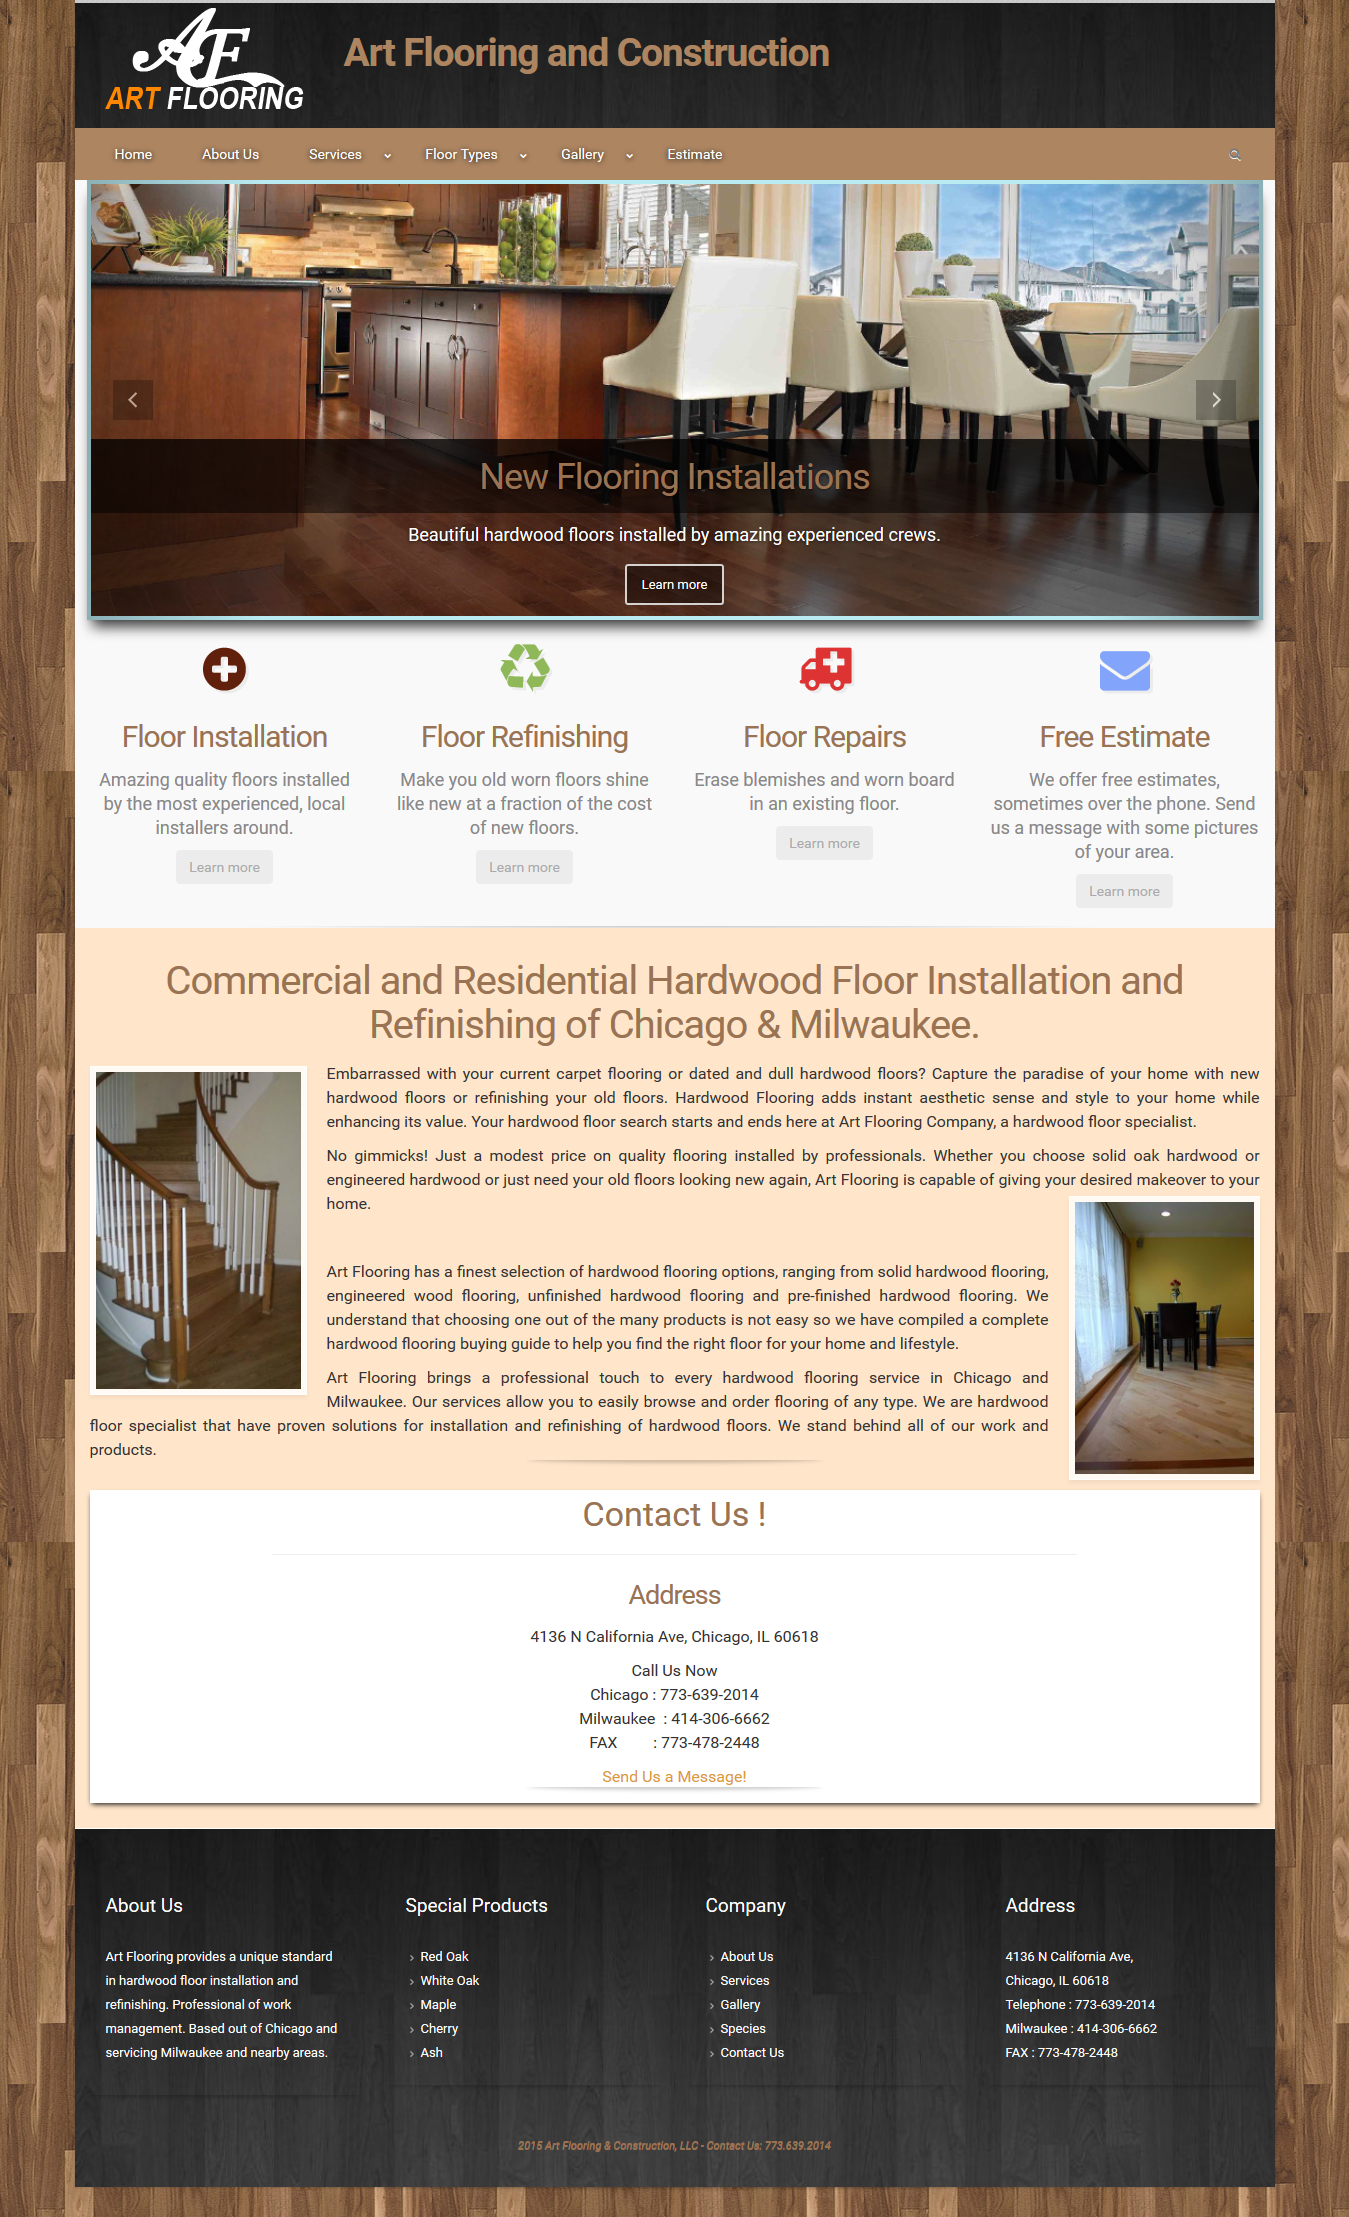 AF
ART FLOORING
Art Flooring and Construction
Home
About Us
Services
Floor Types
Gallery
Estimate
New Flooring Installations
Beautiful hardwood floors installed by amazing experienced crews.
Learn more
Floor Installation
Amazing quality floors installed
by the most experienced, local
installers around.
Learn more
Floor Refinishing
Make you old worn floors shine
like new at a fraction of the cost
of new floors.
Learn more
Floor Repairs
Erase blemishes and worn board
in an existing floor.
Learn more
Free Estimate
We offer free estimates,
sometimes over the phone. Send
us a message with some pictures
of your area.
Learn more
Commercial and Residential Hardwood Floor Installation and
Refinishing of Chicago & Milwaukee.
Embarrassed with your current carpet flooring or dated and dull hardwood floors? Capture the paradise of your home with new
hardwood floors or refinishing your old floors. Hardwood Flooring adds instant aesthetic sense and style to your home while
enhancing its value. Your hardwood floor search starts and ends here at Art Flooring Company, a hardwood floor specialist.
No gimmicks! Just a modest price on quality flooring installed by professionals. Whether you choose solid oak hardwood or
engineered hardwood or just need your old floors looking new again, Art Flooring is capable of giving your desired makeover to your
home.
Art Flooring has a finest selection of hardwood flooring options, ranging from solid hardwood flooring,
engineered wood flooring, unfinished hardwood flooring and pre-finished hardwood flooring. We
understand that choosing one out of the many products is not easy so we have compiled a complete
hardwood flooring buying guide to help you find the right floor for your home and lifestyle.
Art Flooring brings a professional touch to every hardwood flooring service in Chicago and
Milwaukee. Our services allow you to easily browse and order flooring of any type. We are hardwood
floor specialist that have proven solutions for installation and refinishing of hardwood floors. We stand behind all of our work and
products.
Contact Us !
Address
4136 N California Ave, Chicago, IL 60618
Call Us Now
Chicago : 773-639-2014
Milwaukee : 414-306-6662
FAX : 773-478-2448
Send Us a Message!
About Us
Art Flooring provides a unique standard
in hardwood floor installation and
refinishing. Professional of work
management. Based out of Chicago and
servicing Milwaukee and nearby areas.
Special Products
Red Oak
White Oak
Maple
Cherry
Ash
Company
About Us
Services
Gallery
Species
Contact Us
Address
4136 N California Ave,
Chicago, IL 60618
Telephone : 773-639-2014
Milwaukee : 414-306-6662
FAX : 773-478-2448
2015 Art Flooring & Construction, LLC - Contact Us: 773.639.2014